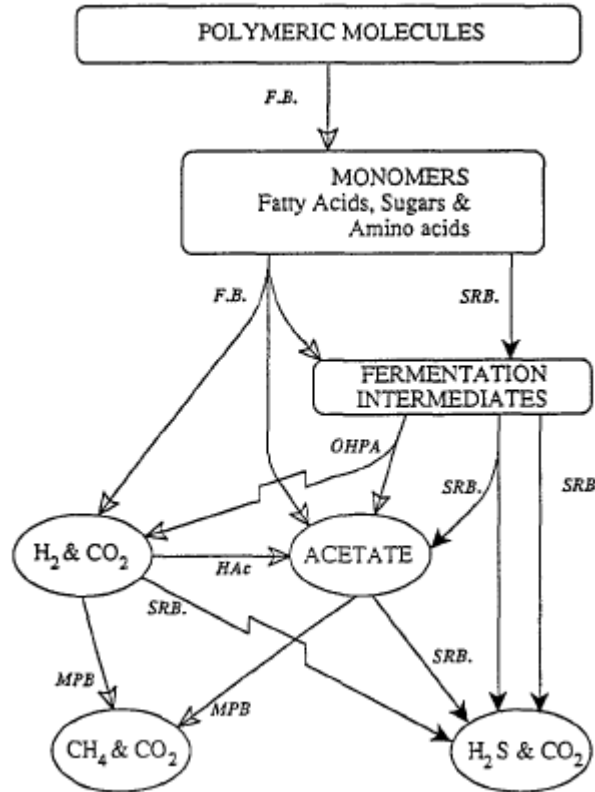 POLYMERIC MOLECULES
F.B.
MONOMERS
Fatty Acids, Sugars &
Amino acids
F.B.
SRB.
FERMENTATION
INTERMEDIATES
OHPA
SRB.
SRB
H2 & CO2
HAc
ACETATE
SRB.
SRB.
MPB
MPB
CH4 & CO2
H2S & CO2